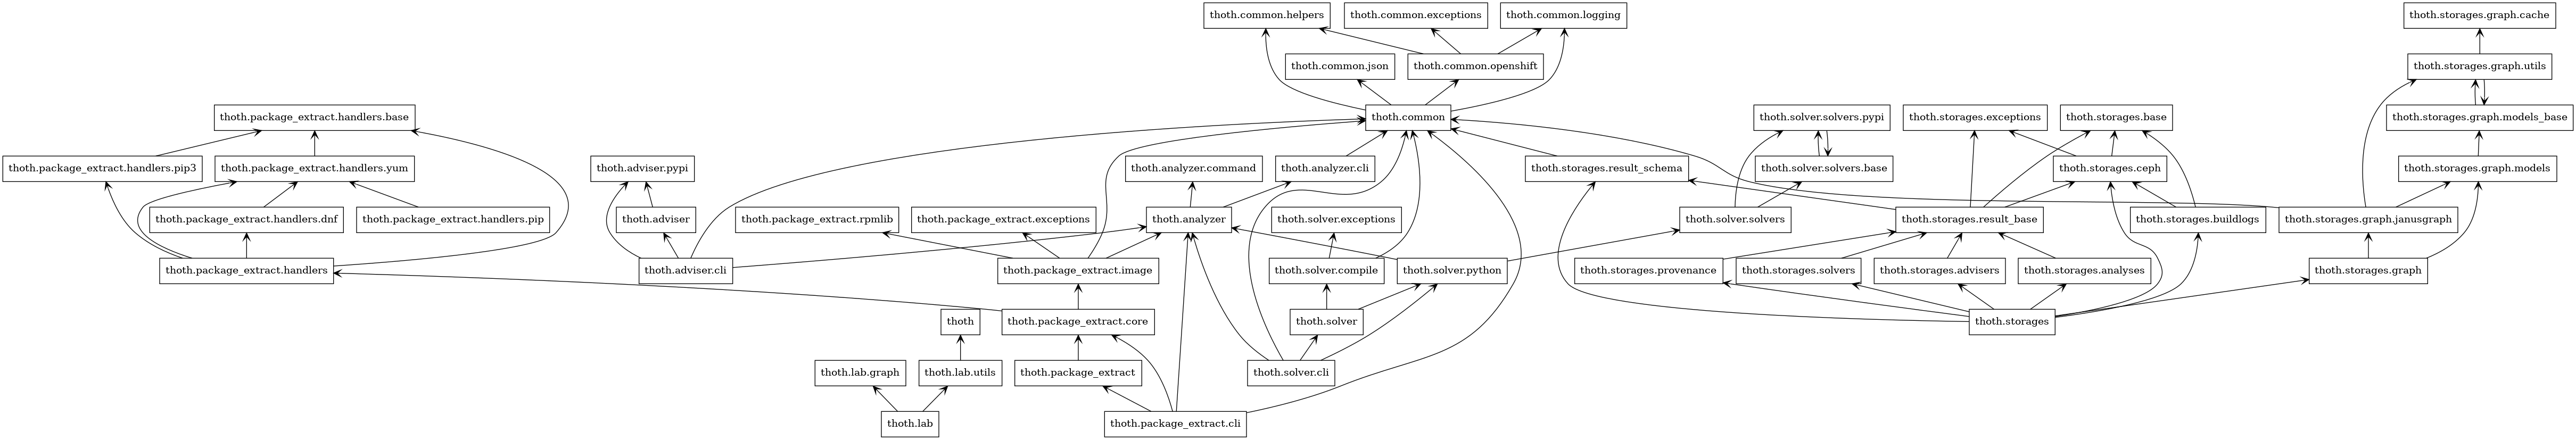 thoth.common.helpers
thoth.common.exceptions
thoth.common.logging
thoth.storages.graph.cache
thoth.common.json
thoth.common.openshift
thoth.storages.graph.utils
thoth.package_extract.handlers.base
thoth.common
thoth.solver.solvers.pypi
thoth.storages.exceptions
thoth.storages.base
thoth.storages.graph.models_base
thoth.package_extract.handlers.pip3
thoth.package_extract.handlers.yum
thoth.adviser.pypi
thoth.analyzer.command
thoth.analyzer.cli
thoth.storages.result_schema
thoth.solver.solvers.base
thoth.storages.ceph
thoth.storages.graph.models
thoth.package_extract.handlers.dnf
thoth.package_extract.handlers.pip
thoth.adviser
thoth.package_extract.rpmlib
thoth.package_extract.exceptions
thoth.analyzer
thoth.solver.exceptions
thoth.solver.solvers
thoth.storages.result_base
thoth.storages.buildlogs
thoth.storages.graph.janusgraph
thoth.package_extract.handlers
thoth.adviser.cli
thoth.package_extract.image
thoth.solver.compile
thoth.solver.python
thoth.storages.provenance
thoth.storages.solvers
thoth.storages.advisers
thoth.storages.analyses
thoth.storages.graph
thoth
thoth.package_extract.core
thoth.solver
thoth.storages
thoth.lab.graph
thoth.lab.utils
thoth.package_extract
thoth.solver.cli
thoth.lab
thoth.package_extract.cli